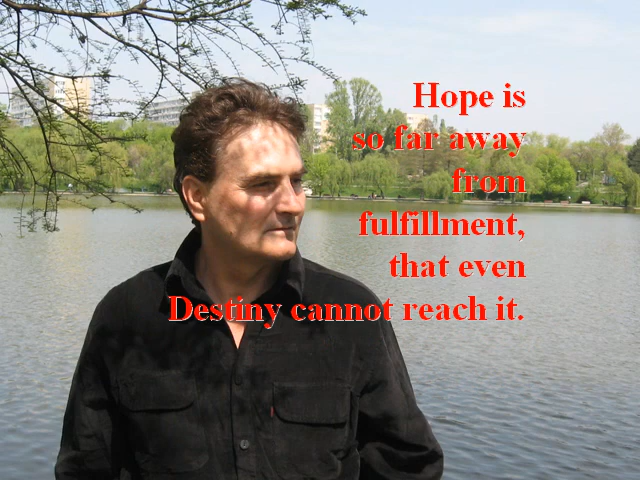 Hope is
so far away
from
fulfillment,
that even
Destiny cannot reach it.